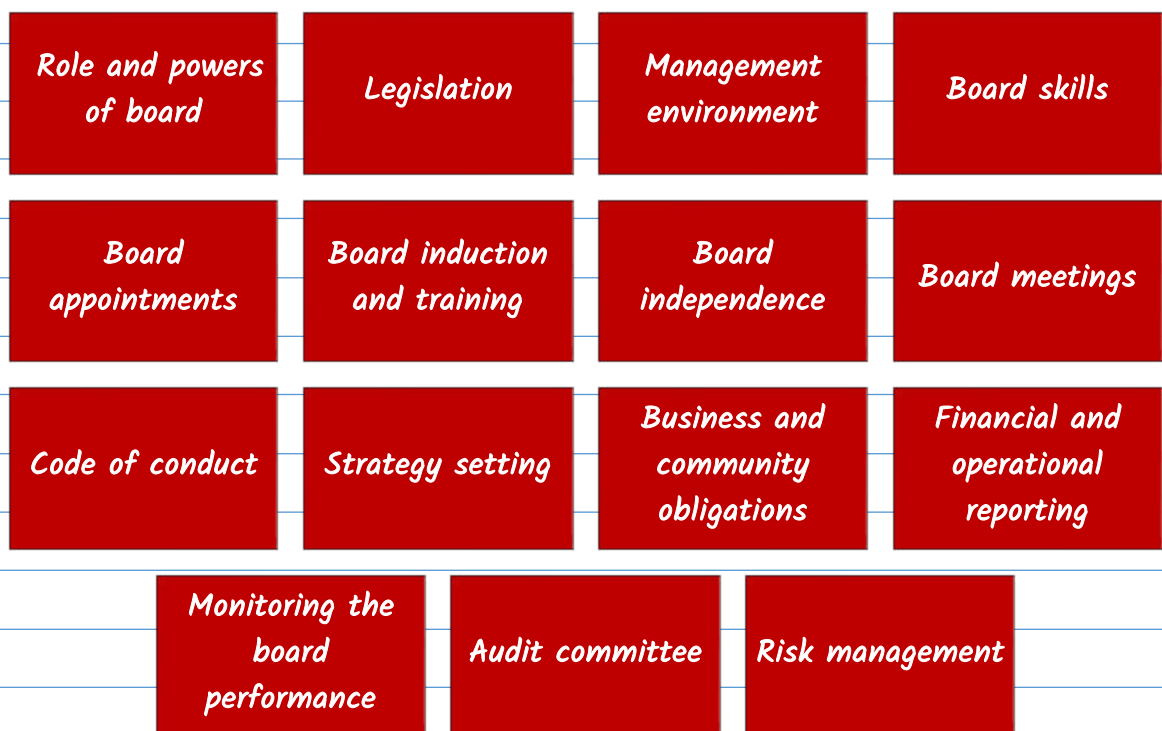 Role and powers
of board
Legislation
Management
environment
Board skills
Board
appointments
Board induction
and training
Board
independence
Board meetings
Code of conduct
Strategy setting
Business and
community
obligations
Financial and
operational
reporting
Monitoring the
board
performance
Audit committee
Risk management